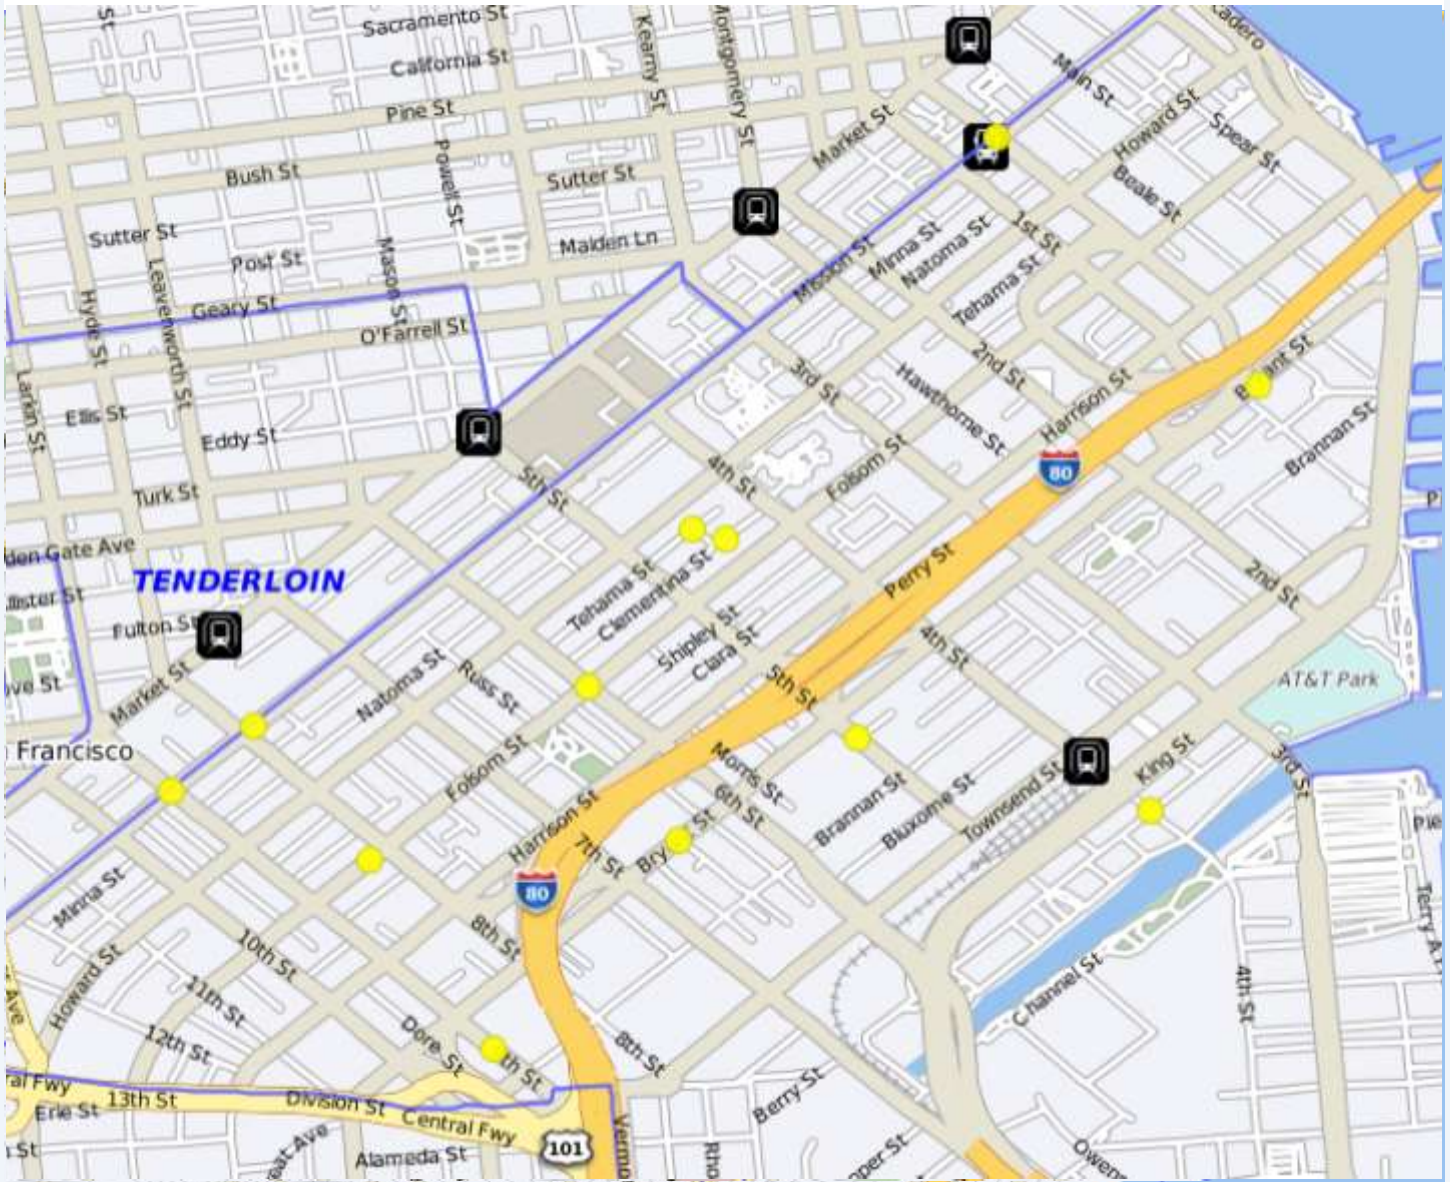 Sacramento St
California St
Kearny St
Montgomery St
Main St
Pine St
Howard St
Spear St
Market St
Bush St
Powell St
Sutter St
Beale St
Sutter St
Maiden Ln
1st St
Minna St
Natoma St
Post St
Mason St
Mission St
Leavenworth St
Hyde St
Geary St
Tehama St
O'Farrell St
2nd St
3rd St
Hawthorne St
Harrison St
Larkin St
Ellis St
Eddy St
Brannan St
Folsom St
4th St
80
5th St
Turk St
den Gate Ave
TENDERLOIN
Perry St
2nd St
Tehama St
Clementina St
Fulton St
Shipley St
Clara St
4th St
AT&T Park
Market St
Natoma St
Russ St
5th St
Francisco
Folsom St
Morris St
6th St
King St
3rd St
Townsend St
Brannan St
Bluxome St
Harrison St
7th St
Bry
St
80
Minna St
8th St
10th St
Howard St
11th St
Channel St
4th St
12th St
Dore St
th St
8th St
ral Fwy
Erie St
13th St
Division St
Central Fwy
Berry St
101
Alameda St